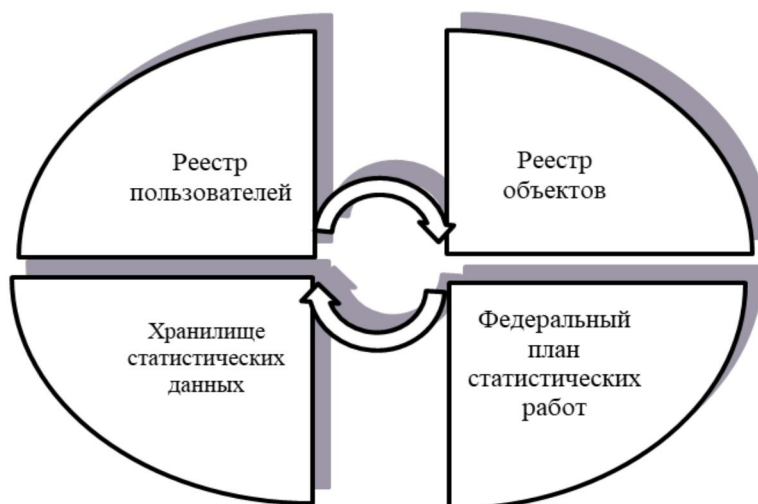 Реестр
пользователей
Реестр
объектов
Хранилище
статистических
данных
Федеральный
план
статистических
работ